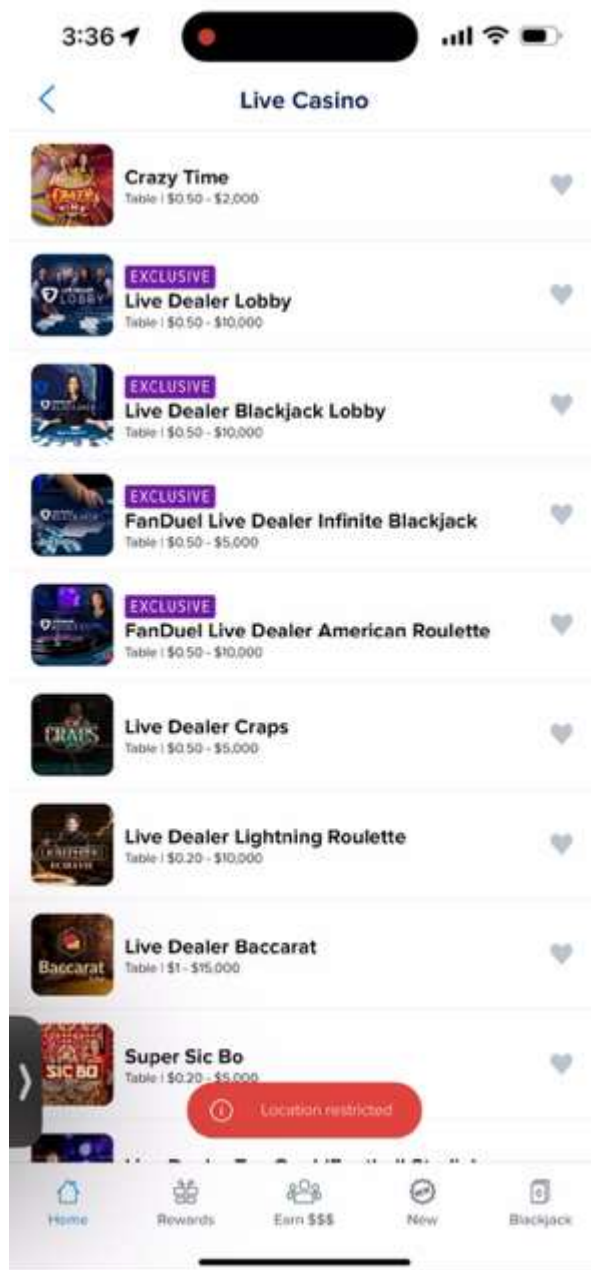 3:36
Live Casino
Crazy Time
Table | $0.50 - $2,000
EXCLUSIVE
Live Dealer Lobby
Table | $0.50 - $10,000
EXCLUSIVE
Live Dealer Blackjack Lobby
Table | $0.50 - $10,000
EXCLUSIVE
FanDuel Live Dealer Infinite Blackjack
Table | $0.50 - $5,000
EXCLUSIVE
FanDuel Live Dealer American Roulette
Table | $0.50 - $10,000
CRAPS
Live Dealer Craps
Table | $0.50 - $5,000
Live Dealer Lightning Roulette
Table | $0.20 - $10,000
Baccarat
Live Dealer Baccarat
Table | $1 - $15,000
SIC BO
Super Sic Bo
Table | $0.20 - $5,000
Location restricted
Home
Rewards
Earn $$$
New
Blackjack